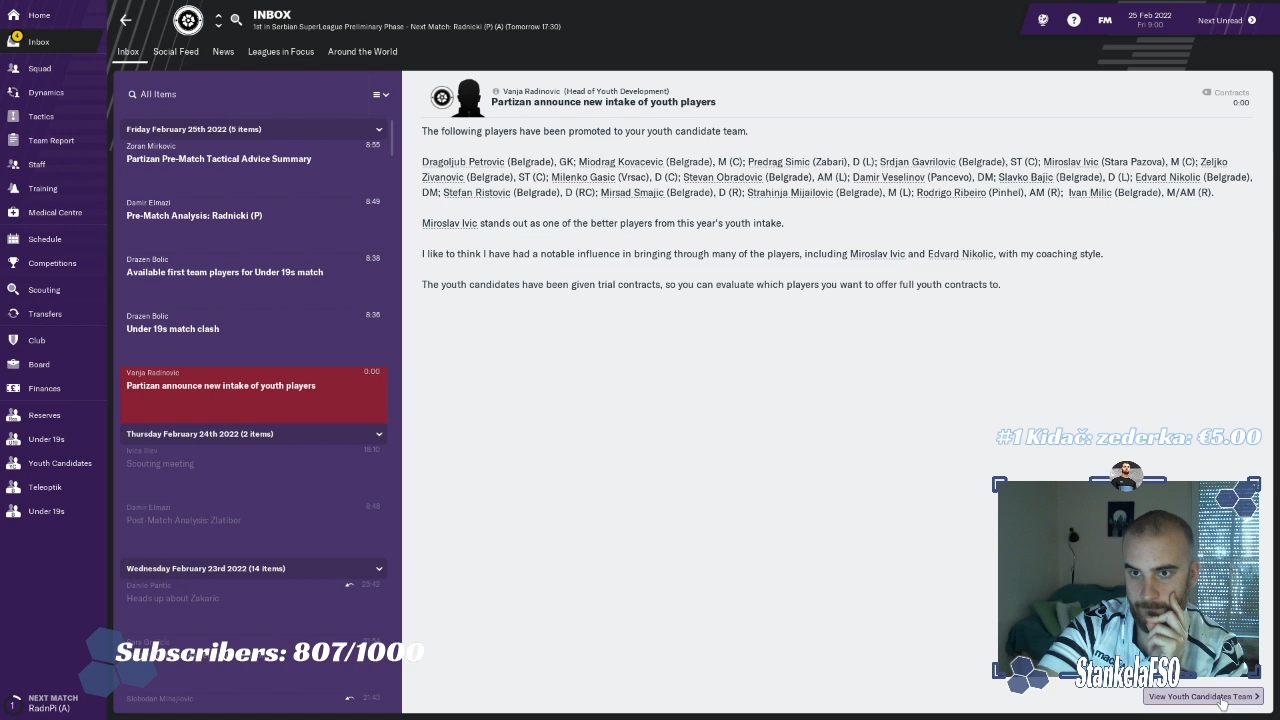 Home
4
Inbox
Squad
Dynamics
Tactics
Team Report
Staff
Training
Medical Centre
Schedule
Competitions
Scouting
Transfers
Club
Board
Finances
Reserves
Under 19s
Youth Candidates
Teleoptik
Under 19s
1
NEXT MATCH
RadnPi (A)
INBOX
1st in Serbian SuperLeague Preliminary Phase - Next Match: Radnicki (P) (A) (Tomorrow 17:30)
FM
25 Feb 2022
Fri 9:00
Next Unread
Inbox Social Feed News Leagues in Focus Around the World
All Items
Friday February 25th 2022 (5 items)
Zoran Mirkovic 8:55
Partizan Pre-Match Tactical Advice Summary
Damir Elmazi 8:49
Pre-Match Analysis: Radnicki (P)
Drazen Bolic 8:38
Available first team players for Under 19s match
Drazen Bolic 8:36
Under 19s match clash
Vanja Radinovic 0:00
Partizan announce new intake of youth players
Thursday February 24th 2022 (2 items)
Ivica Iliev 18:10
Scouting meeting
Damir Elmazi 8:48
Post-Match Analysis: Zlatibor
Wednesday February 23rd 2022 (14 items)
Danilo Pantic 23:42
Heads up about Zakaric
Slobodan Mihajlovic 21:43
Subscribers: 807/1000
Vanja Radinovic (Head of Youth Development)
Partizan announce new intake of youth players
Contracts
0:00
The following players have been promoted to your youth candidate team.
Dragoljub Petrovic (Belgrade), GK; Miodrag Kovacevic (Belgrade), M (C); Predrag Simic (Zabari), D (L); Srdjan Gavrilovic (Belgrade), ST (C); Miroslav Ivic (Stara Pazova), M (C); Zeljko
Zivanovic (Belgrade), ST (C); Milenko Gasic (Vrsac), D (C); Stevan Obradovic (Belgrade), AM (L); Damir Veselinov (Pancevo), DM; Slavko Bajic (Belgrade), D (L); Edvard Nikolic (Belgrade),
DM; Stefan Ristovic (Belgrade), D (RC); Mirsad Smajic (Belgrade), D (R); Strahinja Mijailovic (Belgrade), M (L); Rodrigo Ribeiro (Pinhel), AM (R); Ivan Milic (Belgrade), M/AM (R).
Miroslav Ivic stands out as one of the better players from this year's youth intake.
I like to think I have had a notable influence in bringing through many of the players, including Miroslav Ivic and Edvard Nikolic, with my coaching style.
The youth candidates have been given trial contracts, so you can evaluate which players you want to offer full youth contracts to.
#1 Kidač: zederka: €5.00
StankelaFSO
View Youth Candidates Team